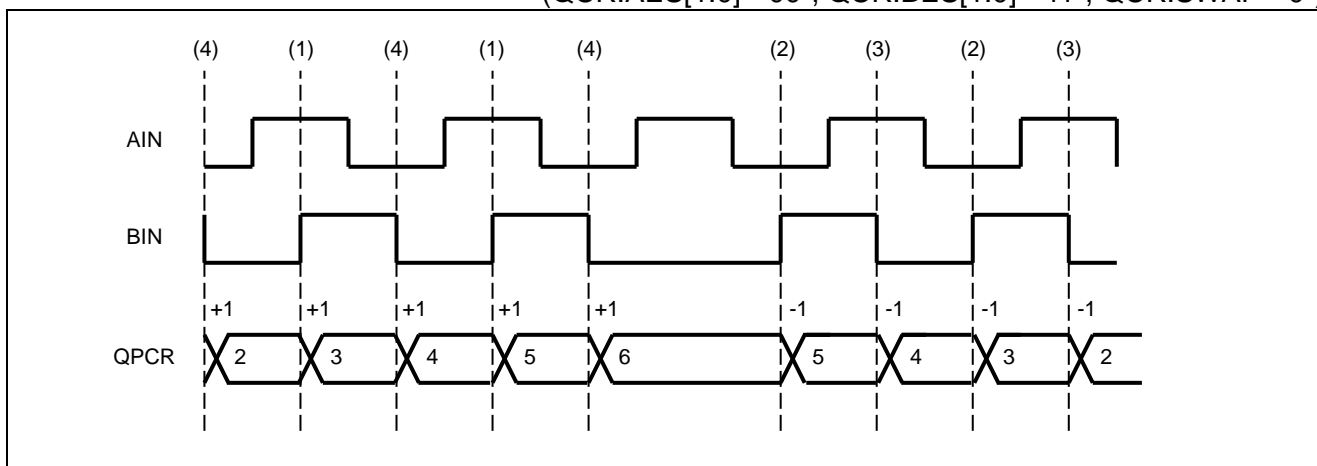 (4) (1) (4) (1) (4) (2) (3) (2) (3)
AIN
BIN
+1 +1 +1 +1 +1 -1 -1 -1 -1
QPCR 2 3 4 5 6 5 4 3 2